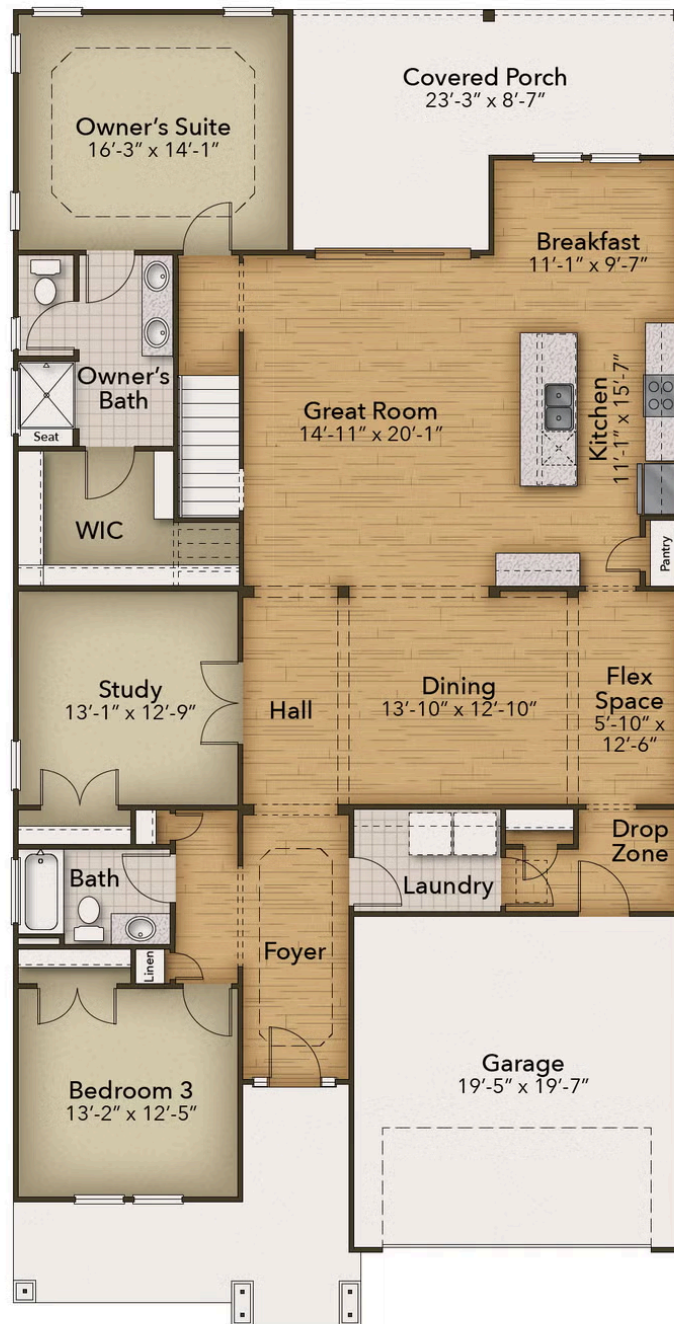 Covered Porch
23'-3" x 8'-7"
Owner's Suite
16'-3" x 14'-1"
Breakfast
11'-1" x 9'-7"
Owner's
Bath
Seat
Great Room
14'-11" x 20'-1"
Kitchen
11'-1" x 15'-7"
WIC
Pantry
Study
13'-1" x 12'-9"
Hall
Dining
13'-10" x 12'-10"
Flex
Space
5'-10" x
12'-6"
Drop
Zone
Bath
Laundry
Linen
Foyer
Bedroom 3
13'-2" x 12'-5"
Garage
19'-5" x 19'-7"